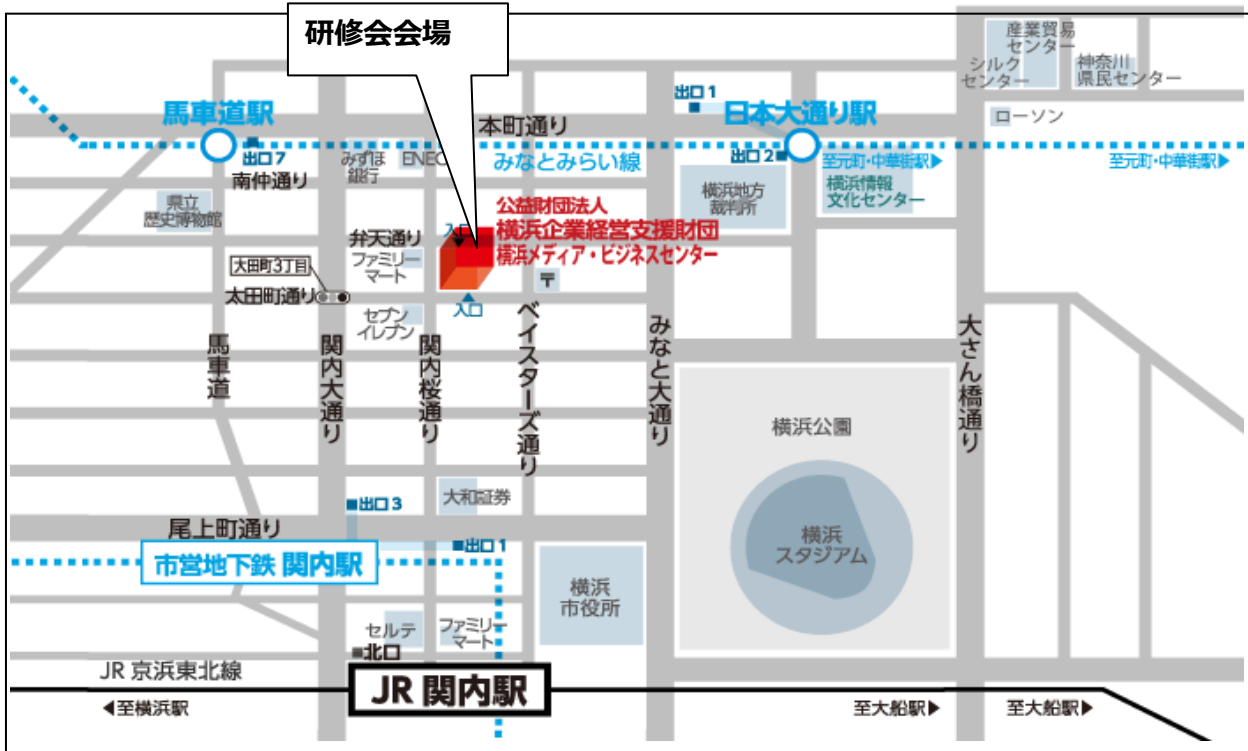 研修会会場
産業貿易
センター
シルク
センター
神奈川
県民センター
ローソン
出口1
馬車道駅
日本大通り駅
本町通り
出口7
みずほ
銀行
ENEO
みなとみらい線
出口2
至元町・中華街駅▶
至元町・中華街駅▶
南仲通り
県立
歴史博物館
横浜地方
裁判所
横浜情報
文化センター
公益財団法人
横浜企業経営支援財団
横浜メディア・ビジネスセンター
入口
弁天通り
ファミリー
マート
大田町3丁目
太田町通り
〒
入口
セブン
イレブン
馬車道
関内大通り
関内桜通り
ベイスターズ通り
みなと大通り
大さん橋通り
横浜公園
横浜
スタジアム
大和証券
出口3
尾上町通り
出口1
市営地下鉄 関内駅
横浜
市役所
セルテ
ファミリー
マート
北口
JR 京浜東北線
JR 関内駅
◀至横浜駅
至大船駅▶
至大船駅▶